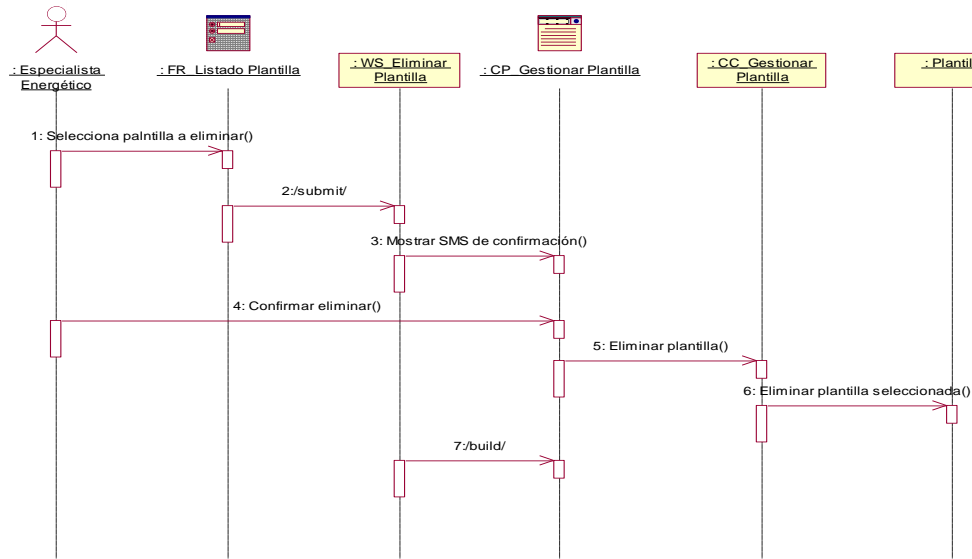 : Especialista
Energético
: FR_Listado Plantilla
: WS_Eliminar
Plantilla
: CP_Gestionar Plantilla
: CC_Gestionar
Plantilla
: Plantil
1: Selecciona palntilla a eliminar()
2:/submit/
3: Mostrar SMS de confirmación()
4: Confirmar eliminar()
5: Eliminar plantilla()
6: Eliminar plantilla seleccionada()
7:/build/